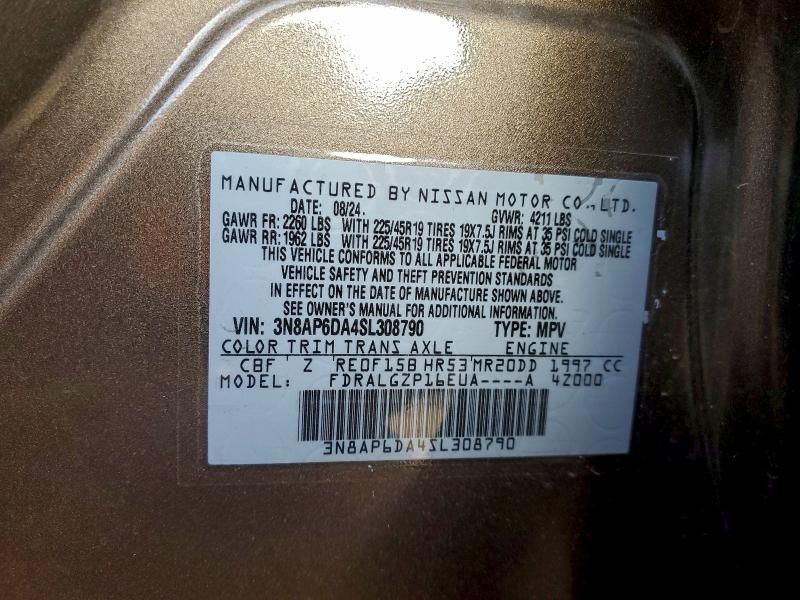 MANUFACTURED BY NISSAN MOTOR CO., LTD.
DATE: 08/24. GVWR: 4211 LBS
GAWR FR: 2260 LBS WITH 225/45R19 TIRES 19X7.5J RIMS AT 35 PSI COLD SINGLE
GAWR RR: 1962 LBS WITH 225/45R19 TIRES 19X7.5J RIMS AT 35 PSI COLD SINGLE
THIS VEHICLE CONFORMS TO ALL APPLICABLE FEDERAL MOTOR
VEHICLE SAFETY AND THEFT PREVENTION STANDARDS
IN EFFECT ON THE DATE OF MANUFACTURE SHOWN ABOVE.
SEE OWNER'S MANUAL FOR ADDITIONAL INFORMATION.
VIN: 3N8AP6DA4SL308790 TYPE: MPV
COLOR TRIM TRANS AXLE ENGINE
CBF ' Z 'RE0F15B HR53'MR20DD 1997 CC
MODEL: FDRALGZP16EUA----A 4Z000
3N8AP6DA4SL308790